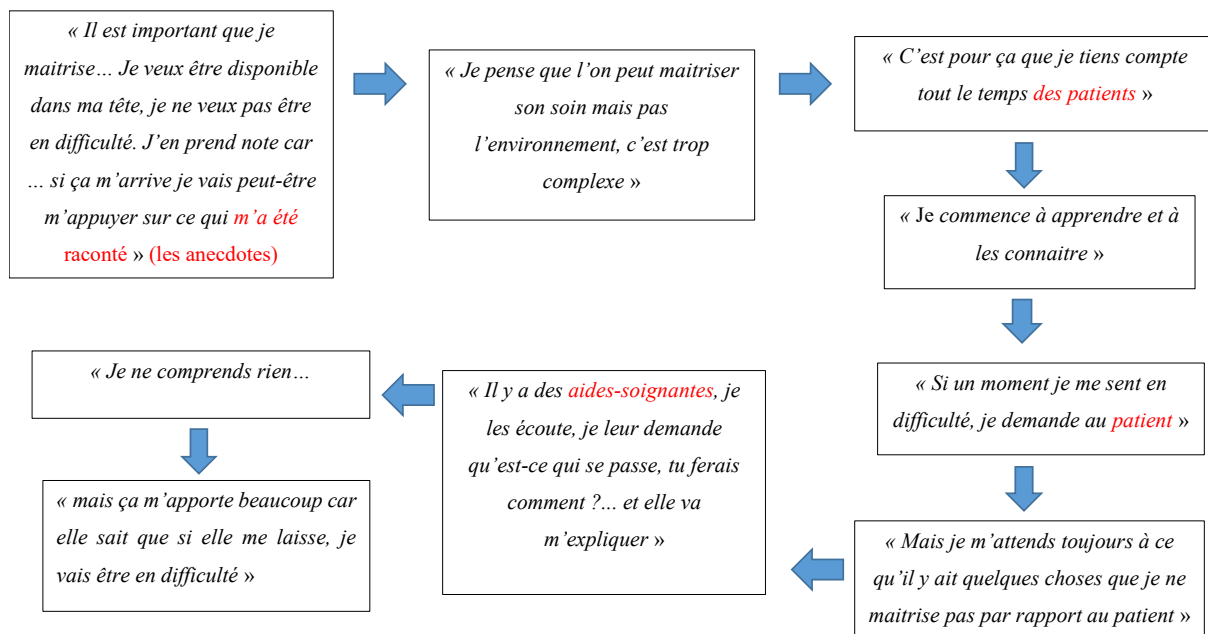 « Il est important que je
maitrise… Je veux être disponible
dans ma tête, je ne veux pas être
en difficulté. J’en prend note car
… si ça m’arrive je vais peut-être
m’appuyer sur ce qui m’a été
raconté » (les anecdotes)
« Je pense que l’on peut maitriser
son soin mais pas
l’environnement, c’est trop
complexe »
« C’est pour ça que je tiens compte
tout le temps des patients »
« Je commence à apprendre et à
les connaitre »
« Si un moment je me sent en
difficulté, je demande au patient »
« Mais je m’attends toujours à ce
qu’il y ait quelques choses que je ne
maitrise pas par rapport au patient »
« Il y a des aides-soignantes, je
les écoute, je leur demande
qu’est-ce qui se passe, tu ferais
comment ?… et elle va
m’expliquer »
« Je ne comprends rien…
« mais ça m’apporte beaucoup car
elle sait que si elle me laisse, je
vais être en difficulté »